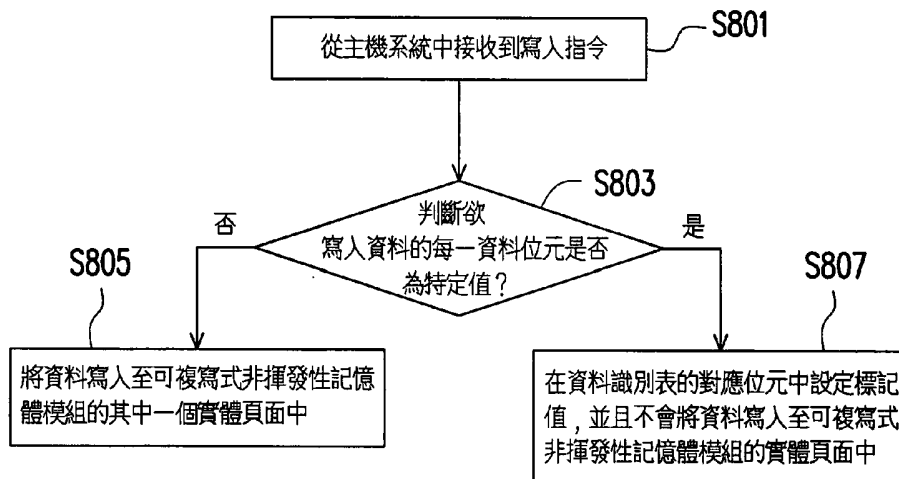 S801
從主機系統中接收到寫入指令
S803
判斷欲
寫入資料的每一資料位元是否
為特定值？
否
是
S805
S807
將資料寫入至可複寫式非揮發性記憶
體模組的其中一個實體頁面中
在資料識別表的對應位元中設定標記
值，並且不會將資料寫入至可複寫式
非揮發性記憶體模組的實體頁面中